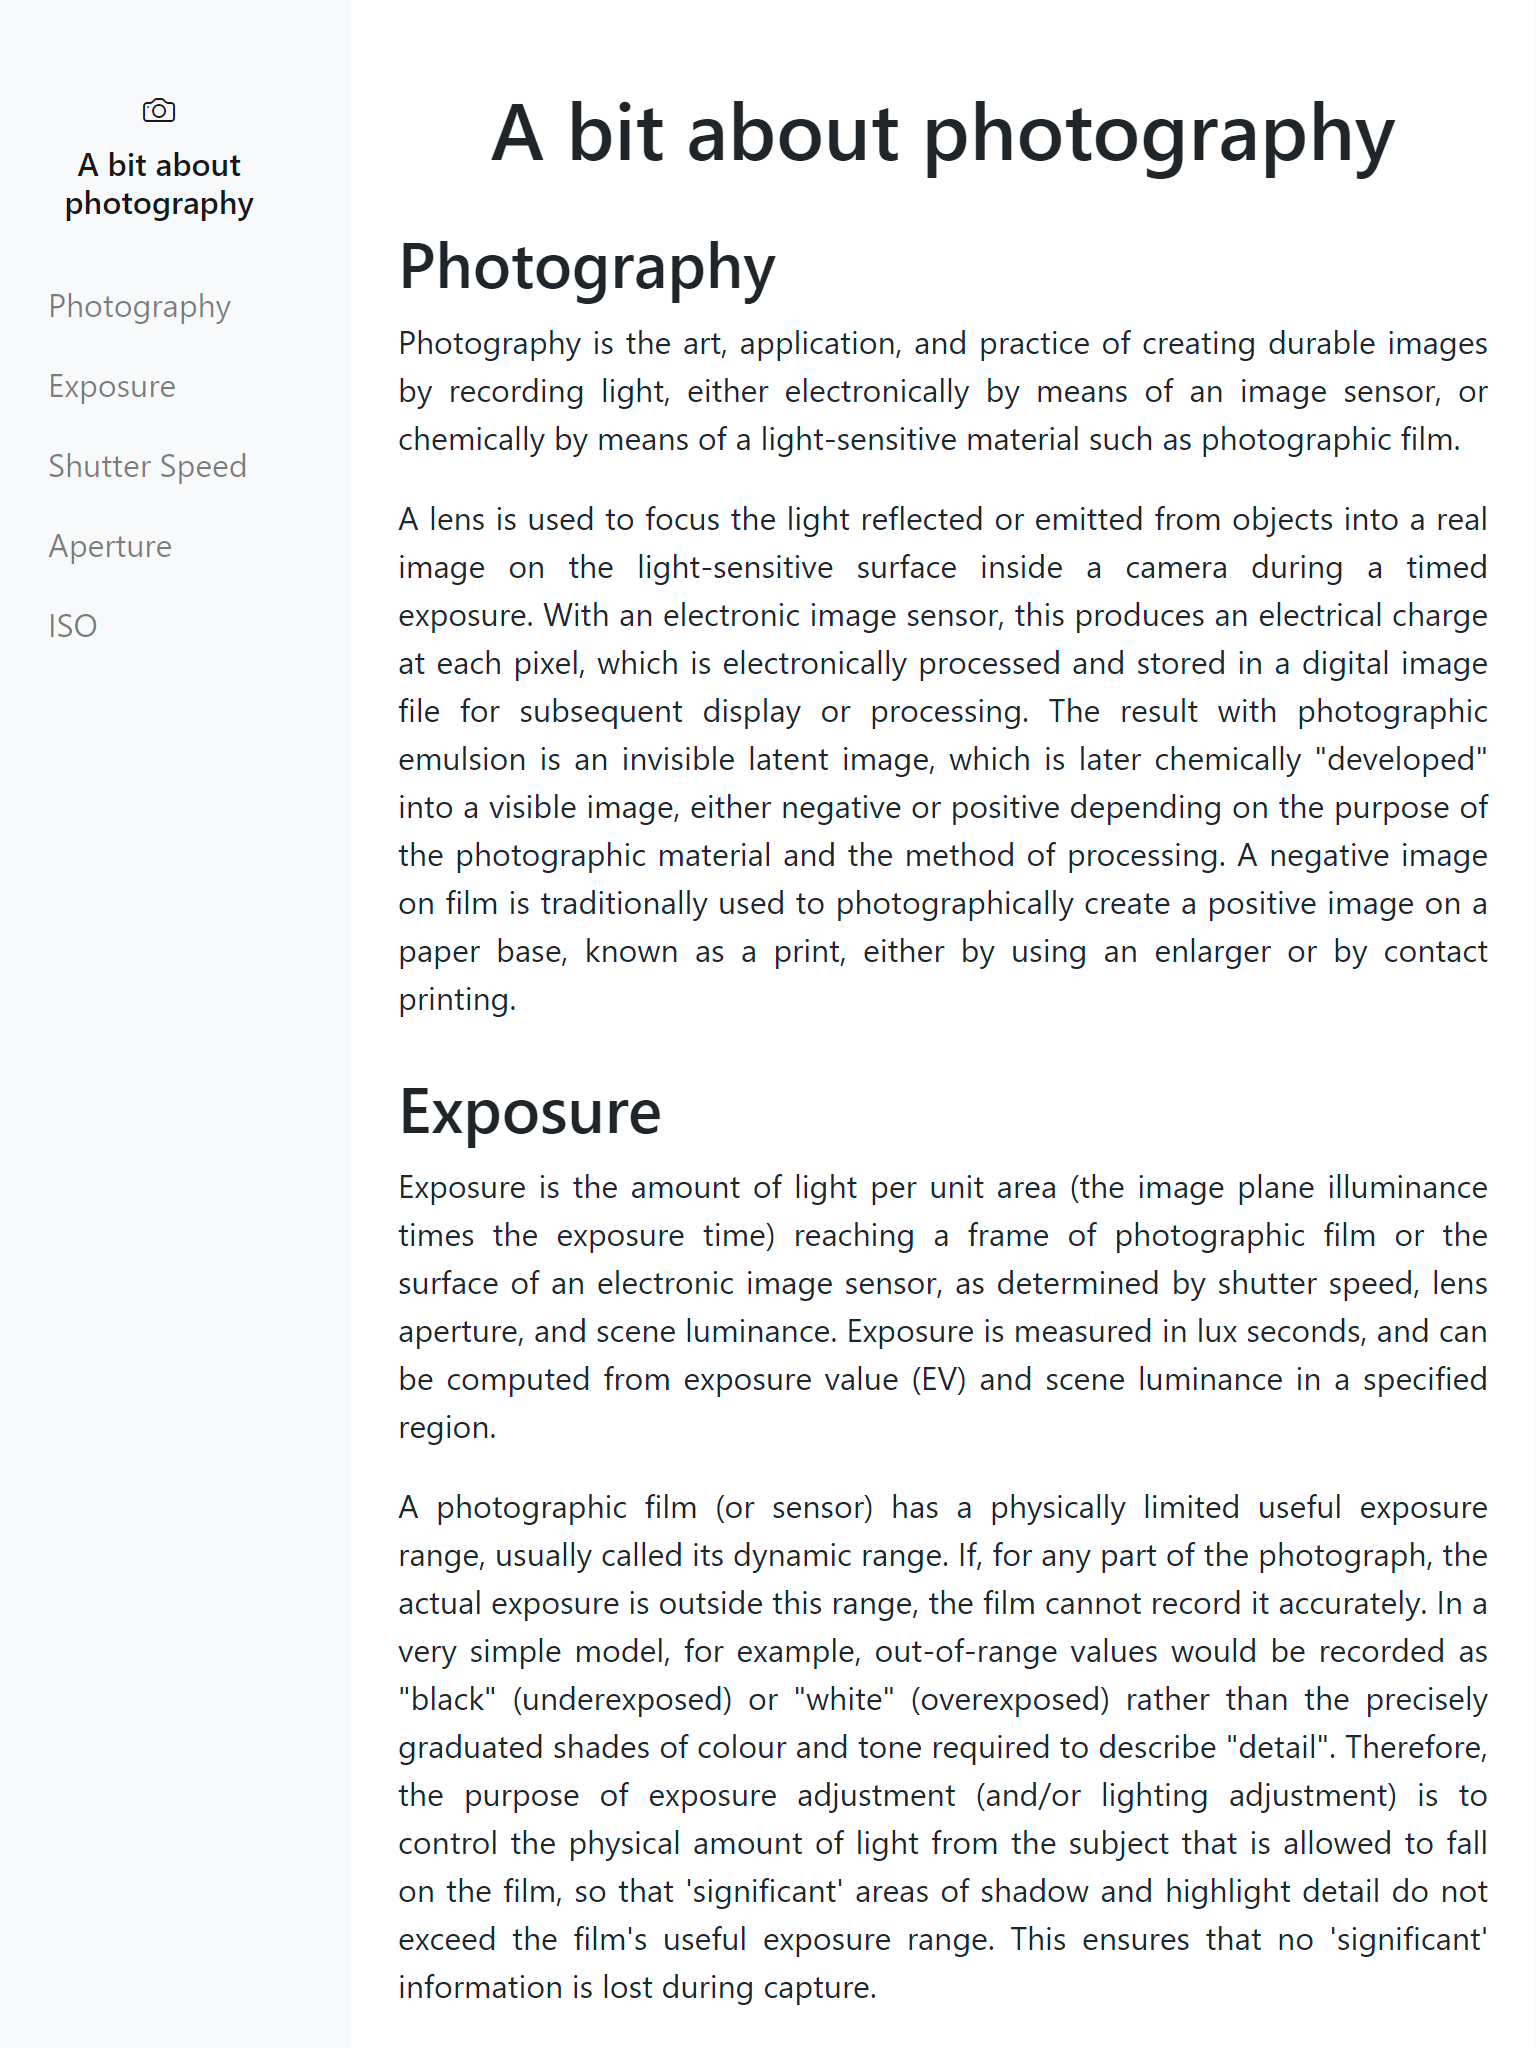 A bit about
photography
Photography
Exposure
Shutter Speed
Aperture
ISO
A bit about photography
Photography
Photography is the art, application, and practice of creating durable images
by recording light, either electronically by means of an image sensor, or
chemically by means of a light-sensitive material such as photographic film.
A lens is used to focus the light reflected or emitted from objects into a real
image on the light-sensitive surface inside a camera during a timed
exposure. With an electronic image sensor, this produces an electrical charge
at each pixel, which is electronically processed and stored in a digital image
file for subsequent display or processing. The result with photographic
emulsion is an invisible latent image, which is later chemically "developed"
into a visible image, either negative or positive depending on the purpose of
the photographic material and the method of processing. A negative image
on film is traditionally used to photographically create a positive image on a
paper base, known as a print, either by using an enlarger or by contact
printing.
Exposure
Exposure is the amount of light per unit area (the image plane illuminance
times the exposure time) reaching a frame of photographic film or the
surface of an electronic image sensor, as determined by shutter speed, lens
aperture, and scene luminance. Exposure is measured in lux seconds, and can
be computed from exposure value (EV) and scene luminance in a specified
region.
A photographic film (or sensor) has a physically limited useful exposure
range, usually called its dynamic range. If, for any part of the photograph, the
actual exposure is outside this range, the film cannot record it accurately. In a
very simple model, for example, out-of-range values would be recorded as
"black" (underexposed) or "white" (overexposed) rather than the precisely
graduated shades of colour and tone required to describe "detail". Therefore,
the purpose of exposure adjustment (and/or lighting adjustment) is to
control the physical amount of light from the subject that is allowed to fall
on the film, so that 'significant' areas of shadow and highlight detail do not
exceed the film's useful exposure range. This ensures that no 'significant'
information is lost during capture.